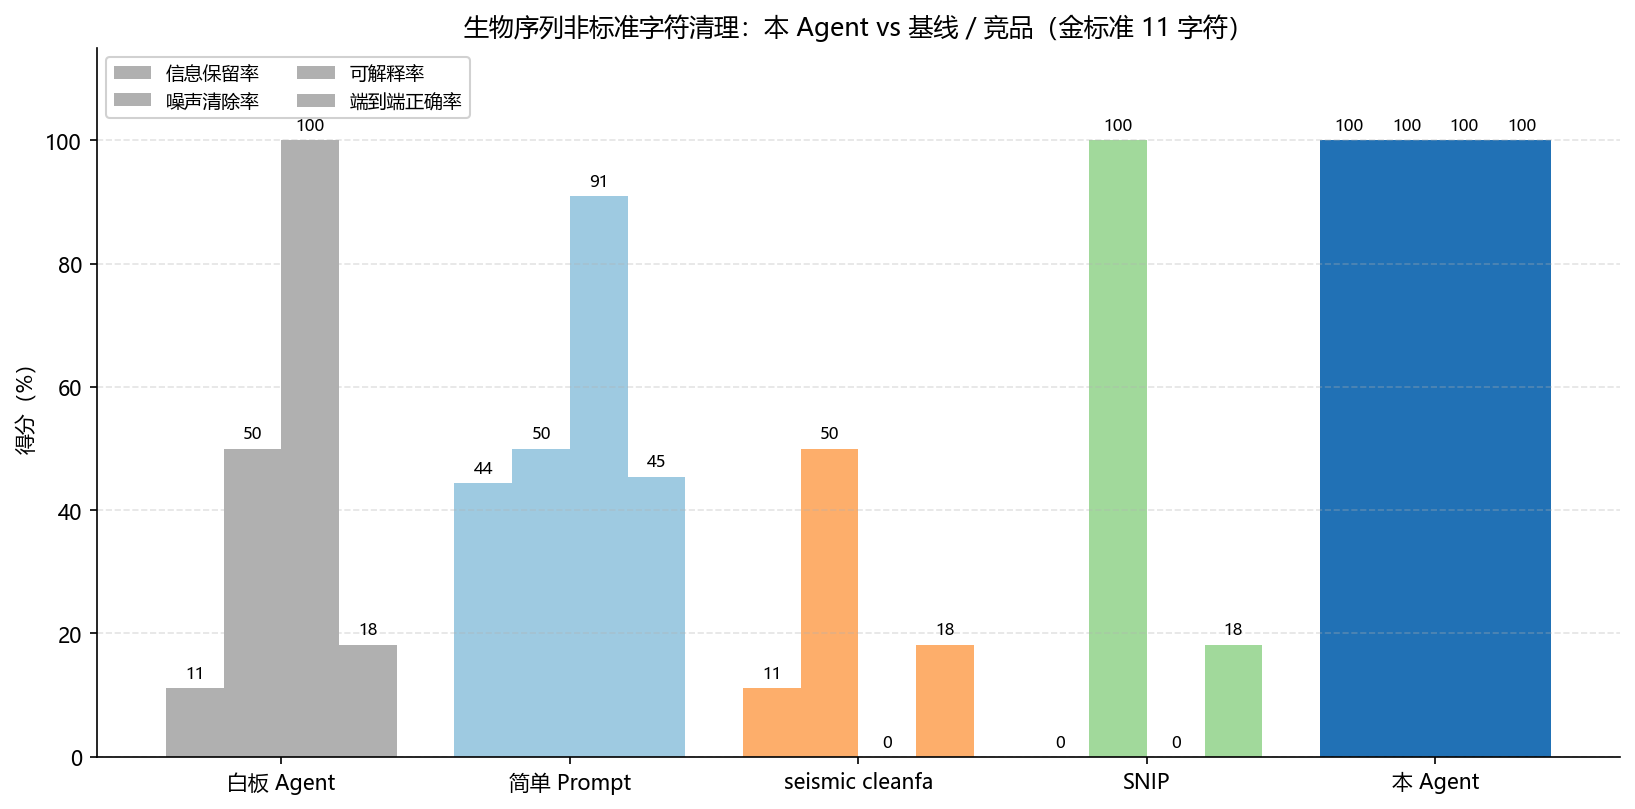 生物序列非标准字符清理：本 Agent vs 基线 / 竞品（金标准 11 字符）
信息保留率 可解释率
噪声清除率 端到端正确率
得分（%）
100
80
60
40
20
0
11 50 100 18
44 50 91 45
11 50 0 18
0 100 0 18
100 100 100 100
白板 Agent 简单 Prompt seismic cleanfa SNIP 本 Agent